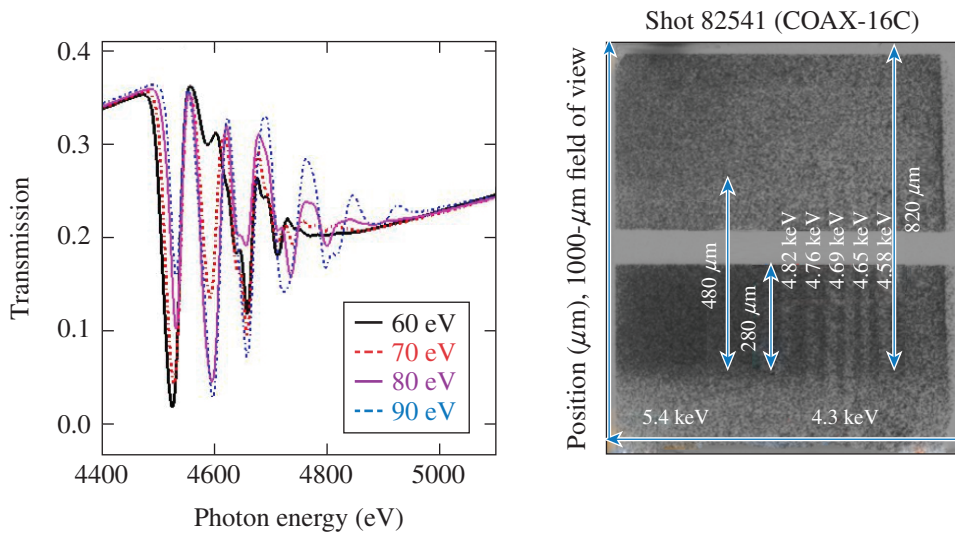 0.4
0.3
0.2
0.1
0.0
Transmission
4400
4600
4800
5000
Photon energy (eV)
60 eV
70 eV
80 eV
90 eV
Shot 82541 (COAX-16C)
Position (μm), 1000-μm field of view
480 μm
280 μm
4.82 keV
4.76 keV
4.69 keV
4.65 keV
4.58 keV
820 μm
5.4 keV
4.3 keV